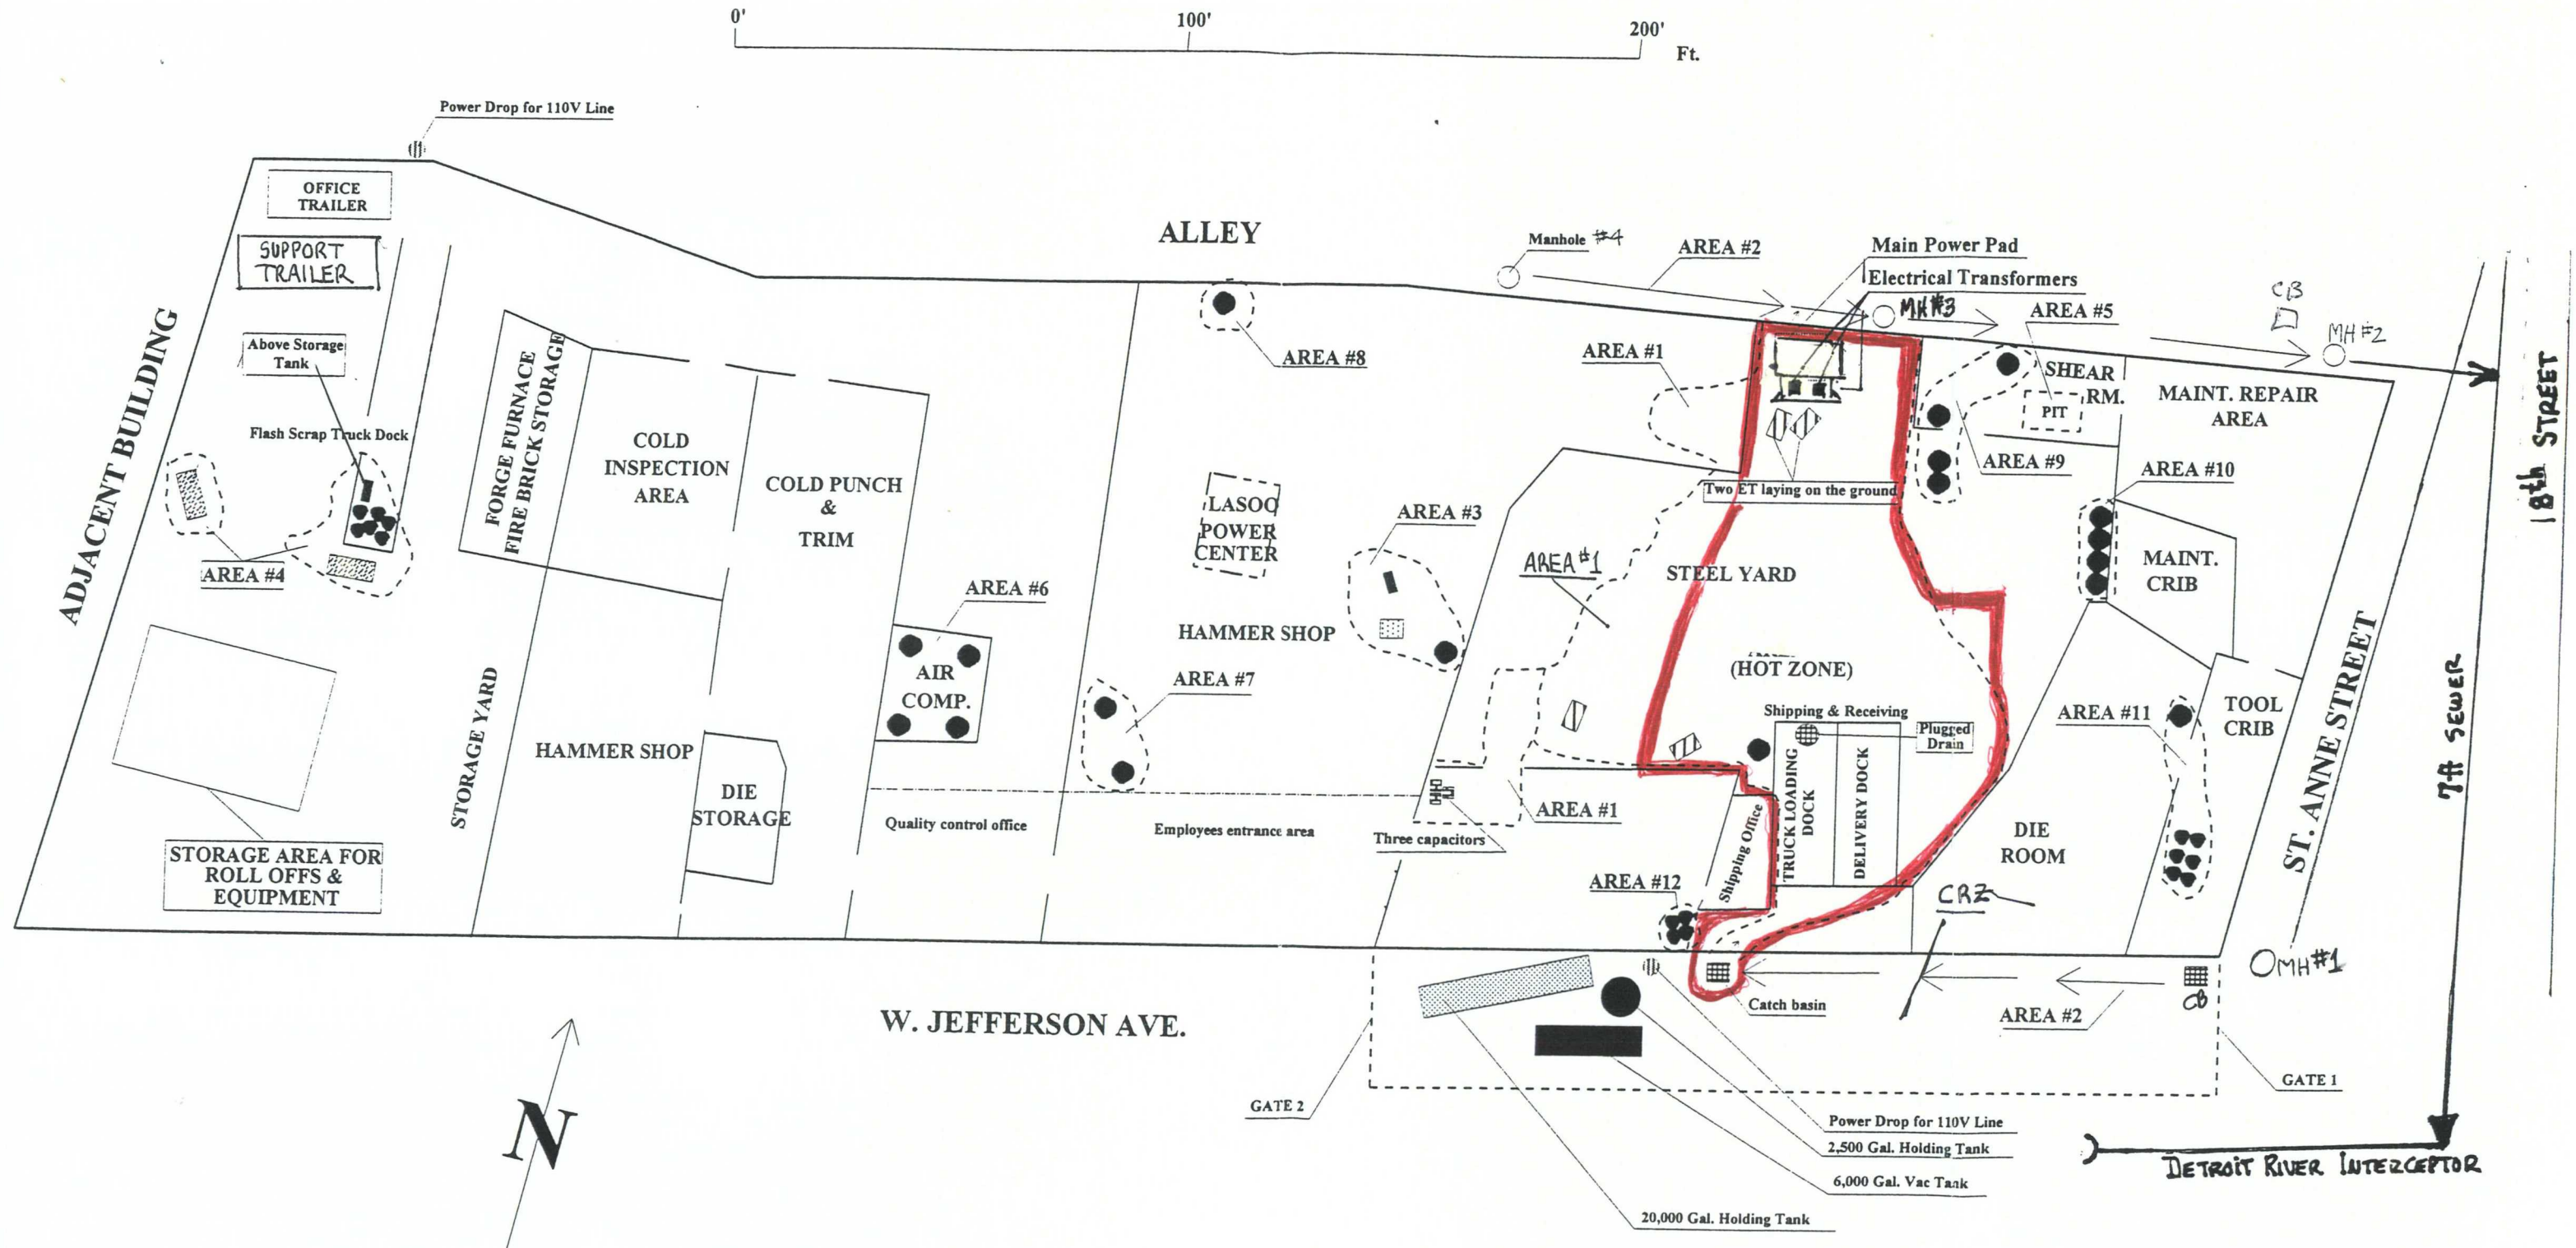 0'
100'
200'
Ft.
Power Drop for 110V Line
OFFICE
TRAILER
SUPPORT
TRAILER
ALLEY
Manhole #4
AREA #2
Main Power Pad
Electrical Transformers
MH#3
AREA #5
CB
MH#2
18th STREET
ADJACENT BUILDING
Above Storage
Tank
Flash Scrap Truck Dock
AREA #4
FORGE FURNACE
FIRE BRICK STORAGE
COLD
INSPECTION
AREA
COLD PUNCH
&
TRIM
AREA #8
AREA #1
SHEAR
RM.
PIT
MAINT. REPAIR
AREA
AREA #9
AREA #10
Two ET laying on the ground
LASOO
POWER
CENTER
AREA #3
AREA #1
STEEL YARD
MAINT.
CRIB
AREA #6
AIR
COMP.
HAMMER SHOP
AREA #7
(HOT ZONE)
Shipping & Receiving
Plugged
Drain
AREA #11
TOOL
CRIB
ST. ANNE STREET
7ft SEWER
STORAGE YARD
HAMMER SHOP
DIE
STORAGE
Quality control office
Employees entrance area
Three capacitors
AREA #1
Shipping Office
TRUCK LOADING
DOCK
DELIVERY DOCK
DIE
ROOM
STORAGE AREA FOR
ROLL OFFS &
EQUIPMENT
AREA #12
CRZ
MH#1
Catch basin
AREA #2
CB
W. JEFFERSON AVE.
N
GATE 2
GATE 1
Power Drop for 110V Line
2,500 Gal. Holding Tank
6,000 Gal. Vac Tank
20,000 Gal. Holding Tank
DETROIT RIVER INTERCEPTOR